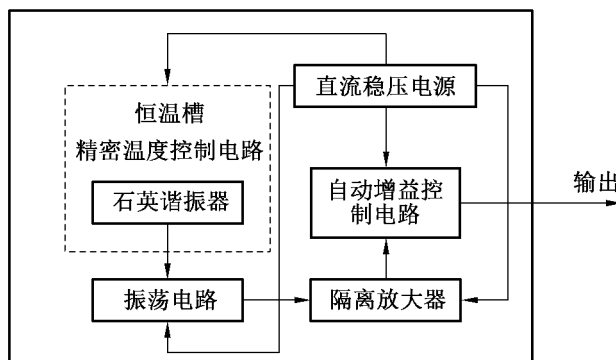 直流稳压电源
恒温槽
精密温度控制电路
石英谐振器
自动增益控
制电路
输出
振荡电路
隔离放大器